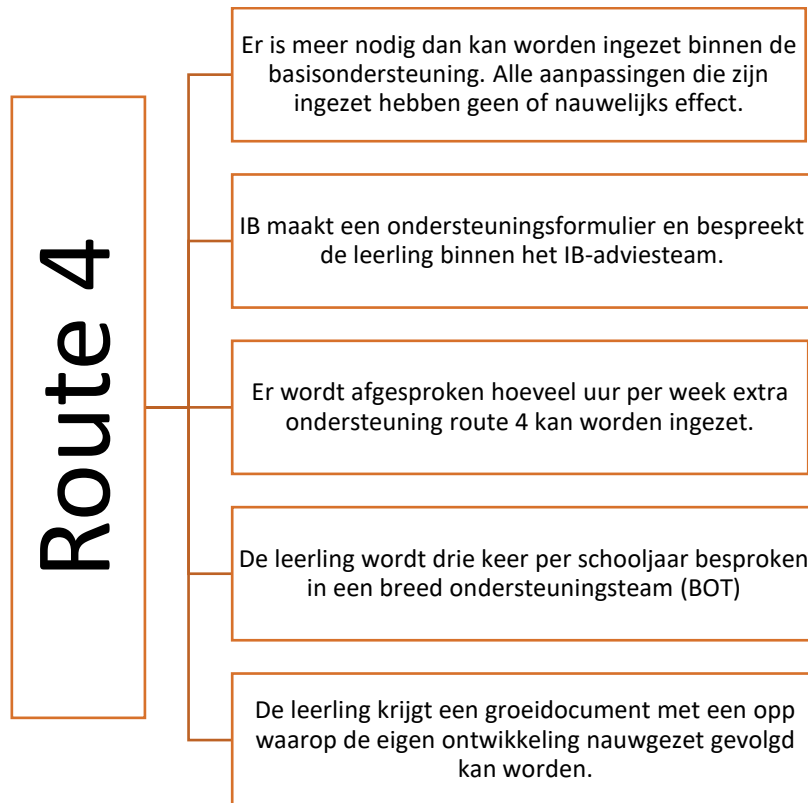 Route 4
Er is meer nodig dan kan worden ingezet binnen de
basisondersteuning. Alle aanpassingen die zijn
ingezet hebben geen of nauwelijks effect.
IB maakt een ondersteuningsformulier en bespreekt
de leerling binnen het IB-adviesteam.
Er wordt afgesproken hoeveel uur per week extra
ondersteuning route 4 kan worden ingezet.
De leerling wordt drie keer per schooljaar besproken
in een breed ondersteuningsteam (BOT)
De leerling krijgt een groeidocument met een opp
waarop de eigen ontwikkeling nauwgezet gevolgd
kan worden.